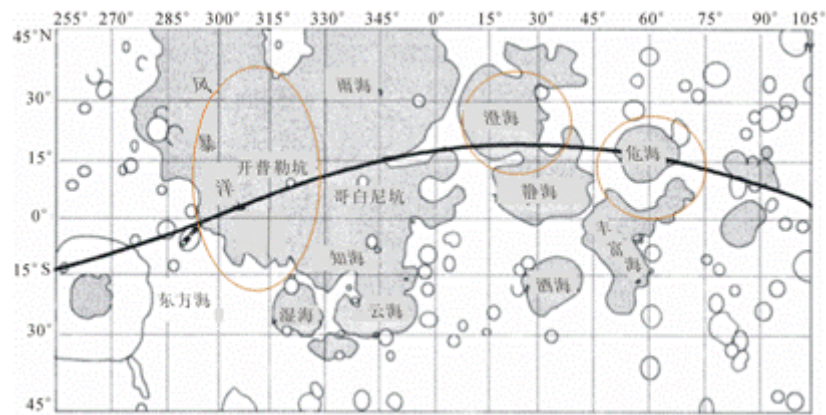 255° 270° 285° 300° 315° 330° 345° 0° 15° 30° 45° 60° 75° 90° 105°
45°N
风 雨海
30°
澄海
暴
危海
15° 开普勒坑
洋 哥白尼坑 静海
0°
丰
知海 富
15°S 海
东方海 酒海
湿海 云海
30°
45°